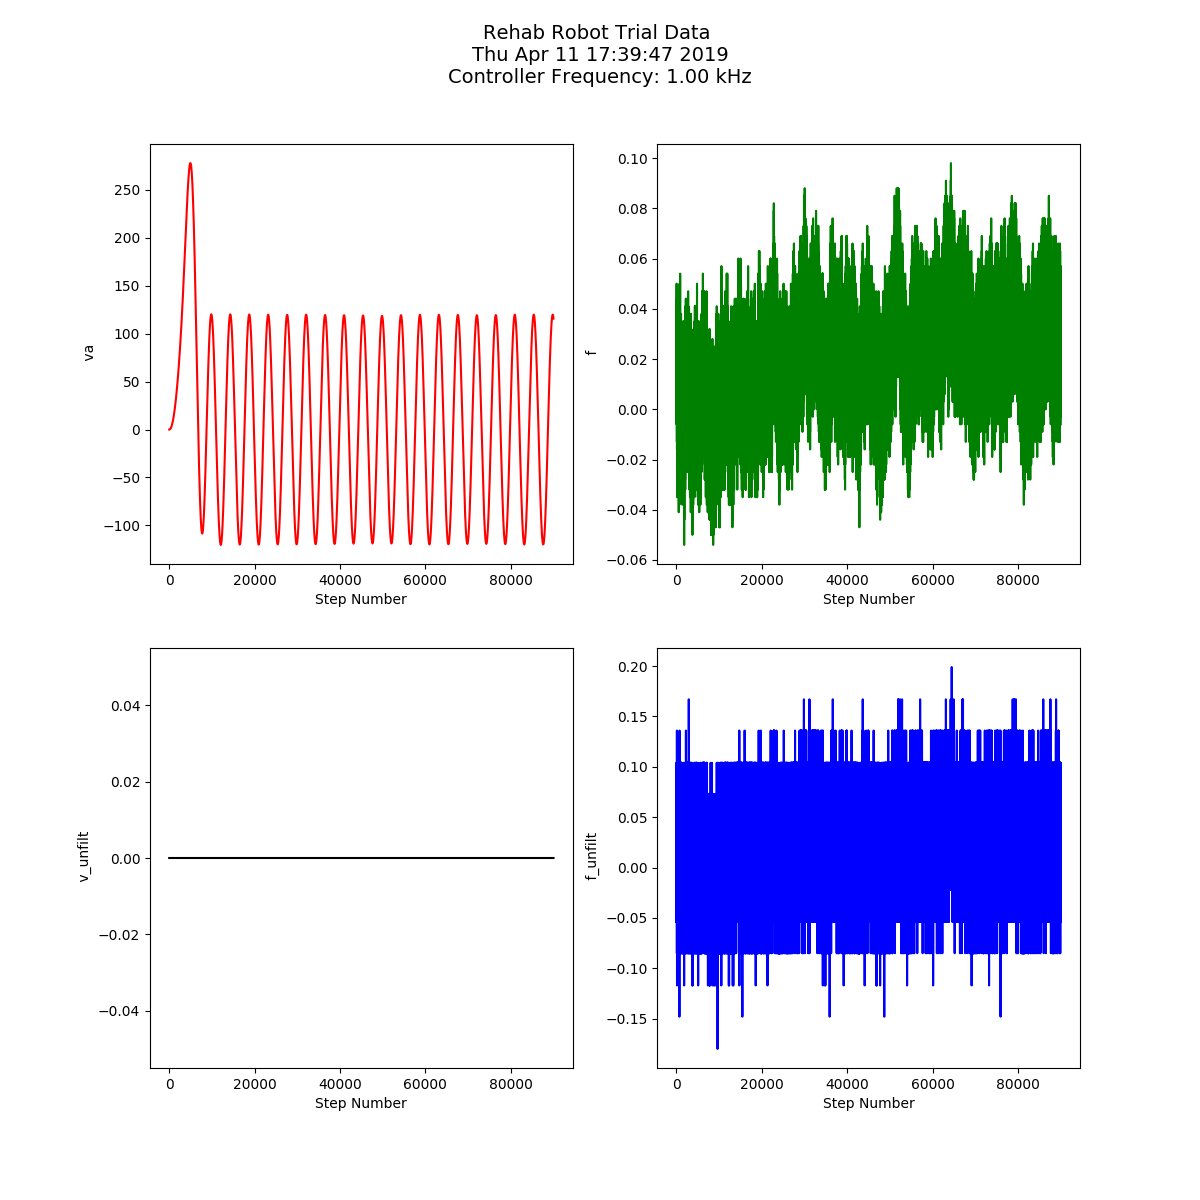 Rehab Robot Trial Data
Thu Apr 11 17:39:47 2019
Controller Frequency: 1.00 kHz
va
250
200
150
100
50
0
−50
−100
0 20000 40000 60000 80000
Step Number
f
0.10
0.08
0.06
0.04
0.02
0.00
−0.02
−0.04
−0.06
0 20000 40000 60000 80000
Step Number
v_unfilt
0.04
0.02
0.00
−0.02
−0.04
0 20000 40000 60000 80000
Step Number
f_unfilt
0.20
0.15
0.10
0.05
0.00
−0.05
−0.10
−0.15
0 20000 40000 60000 80000
Step Number